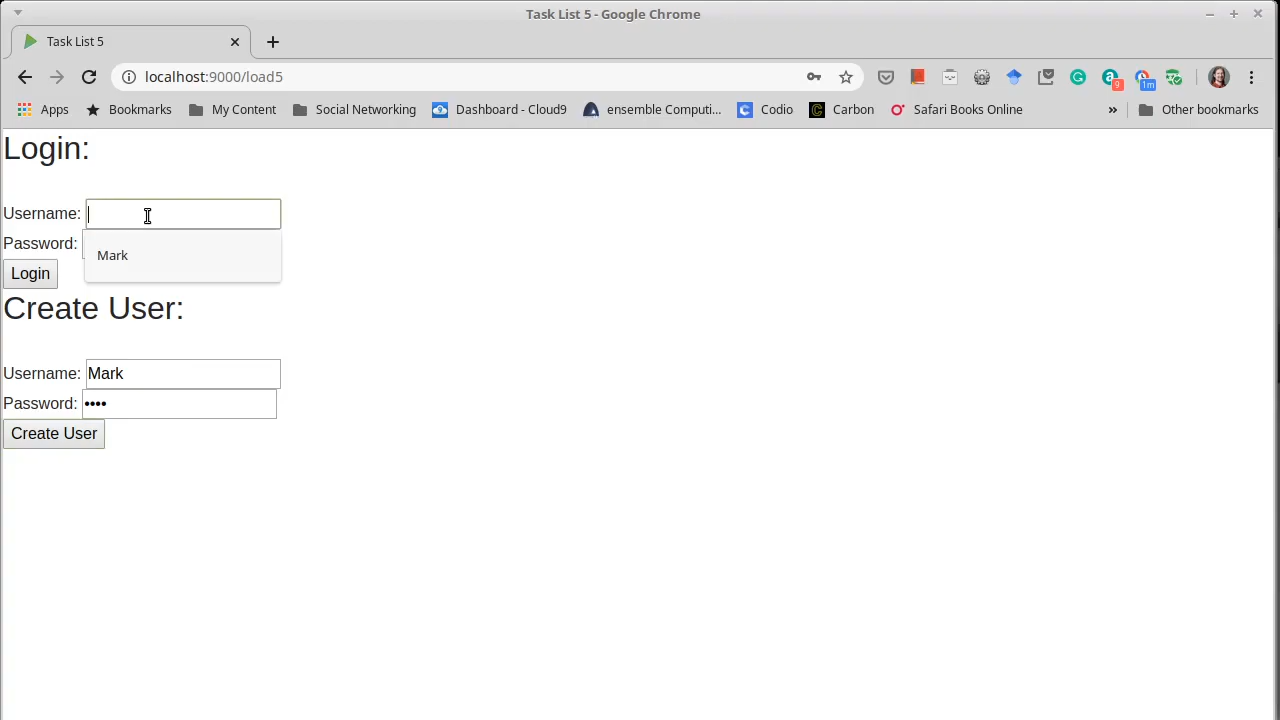 Task List 5 - Google Chrome
Task List 5
localhost:9000/load5
9
1m
Apps Bookmarks My Content Social Networking Dashboard - Cloud9 ensemble Computi... Codio Carbon Safari Books Online » Other bookmarks
Login:
Username:
Password:
Mark
Login
Create User:
Username: Mark
Password: ••••
Create User